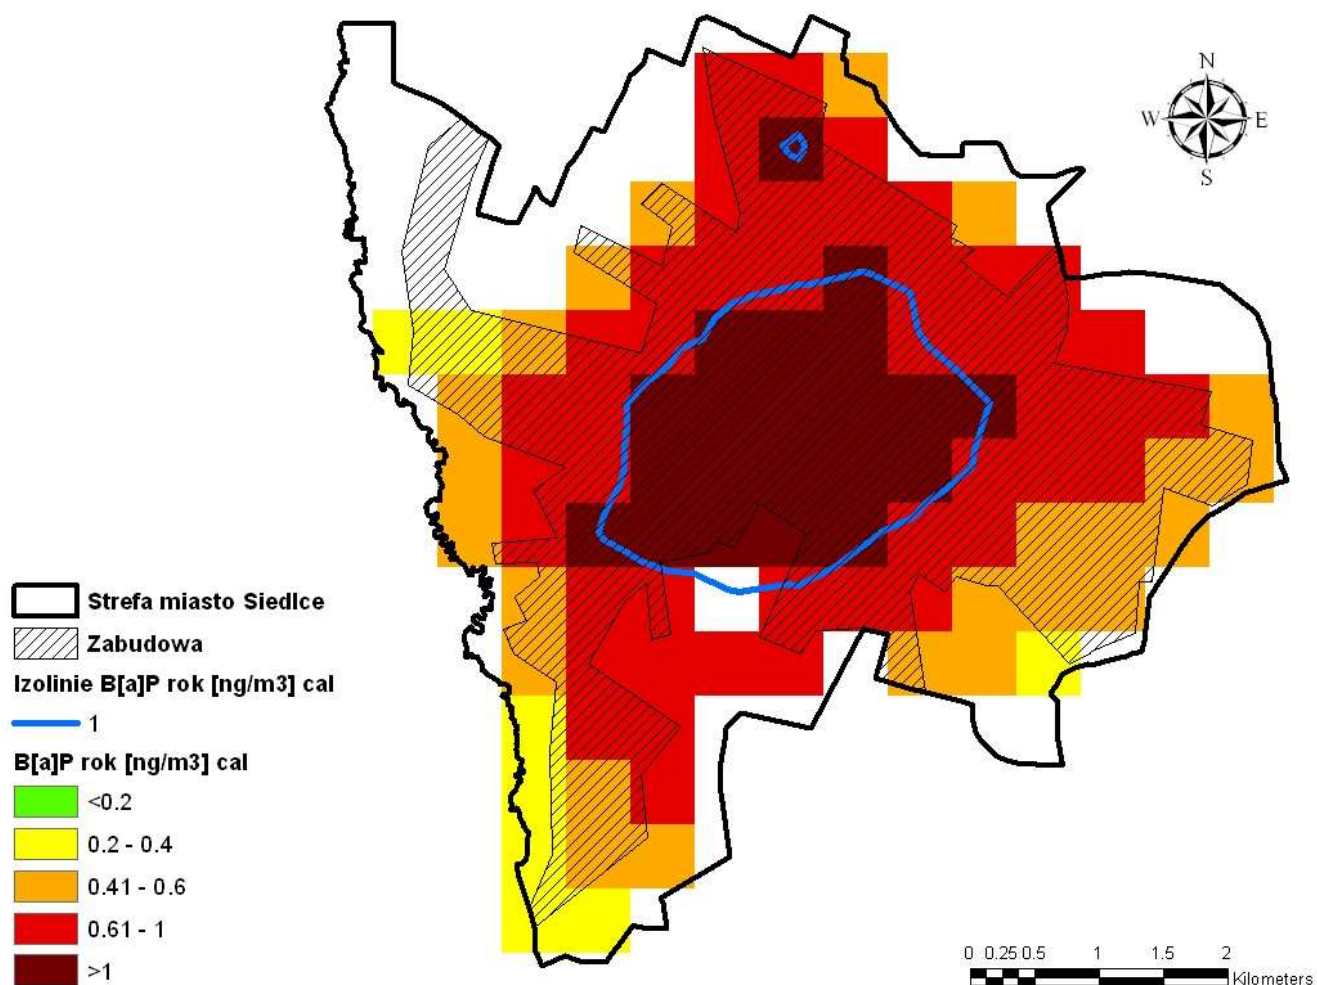 N
W E
S
Strefa miasto Siedlce
Zabudowa
Izolinie B[a]P rok [ng/m3] cal
1
B[a]P rok [ng/m3] cal
<0.2
0.2 - 0.4
0.41 - 0.6
0.61 - 1
>1
0 0.25 0.5 1 1.5 2
Kilometers